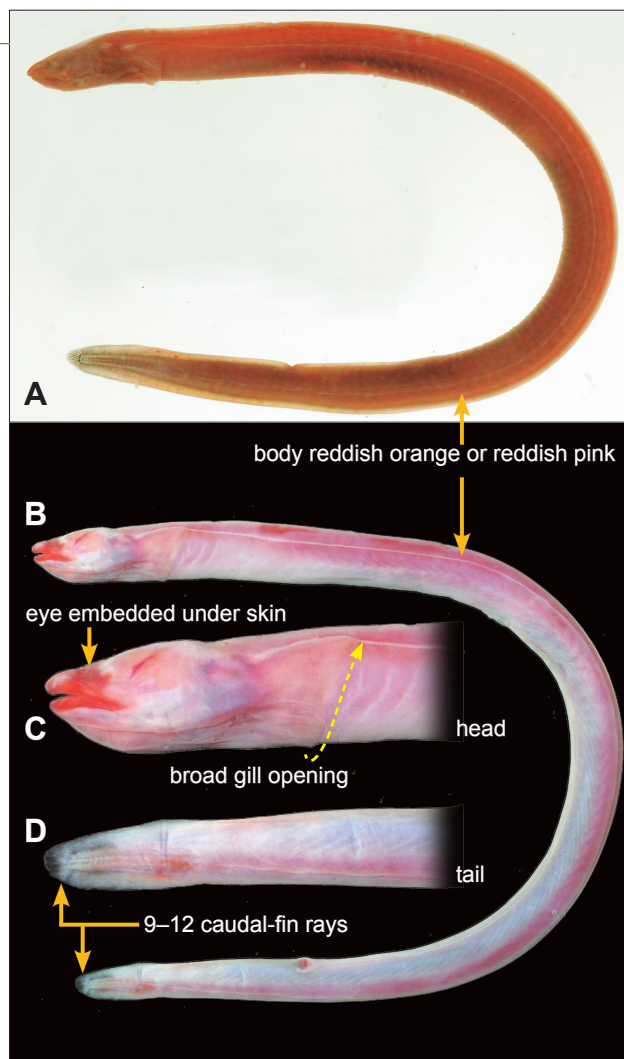 A
body reddish orange or reddish pink
B
eye embedded under skin
C
head
broad gill opening
D
tail
9–12 caudal-fin rays